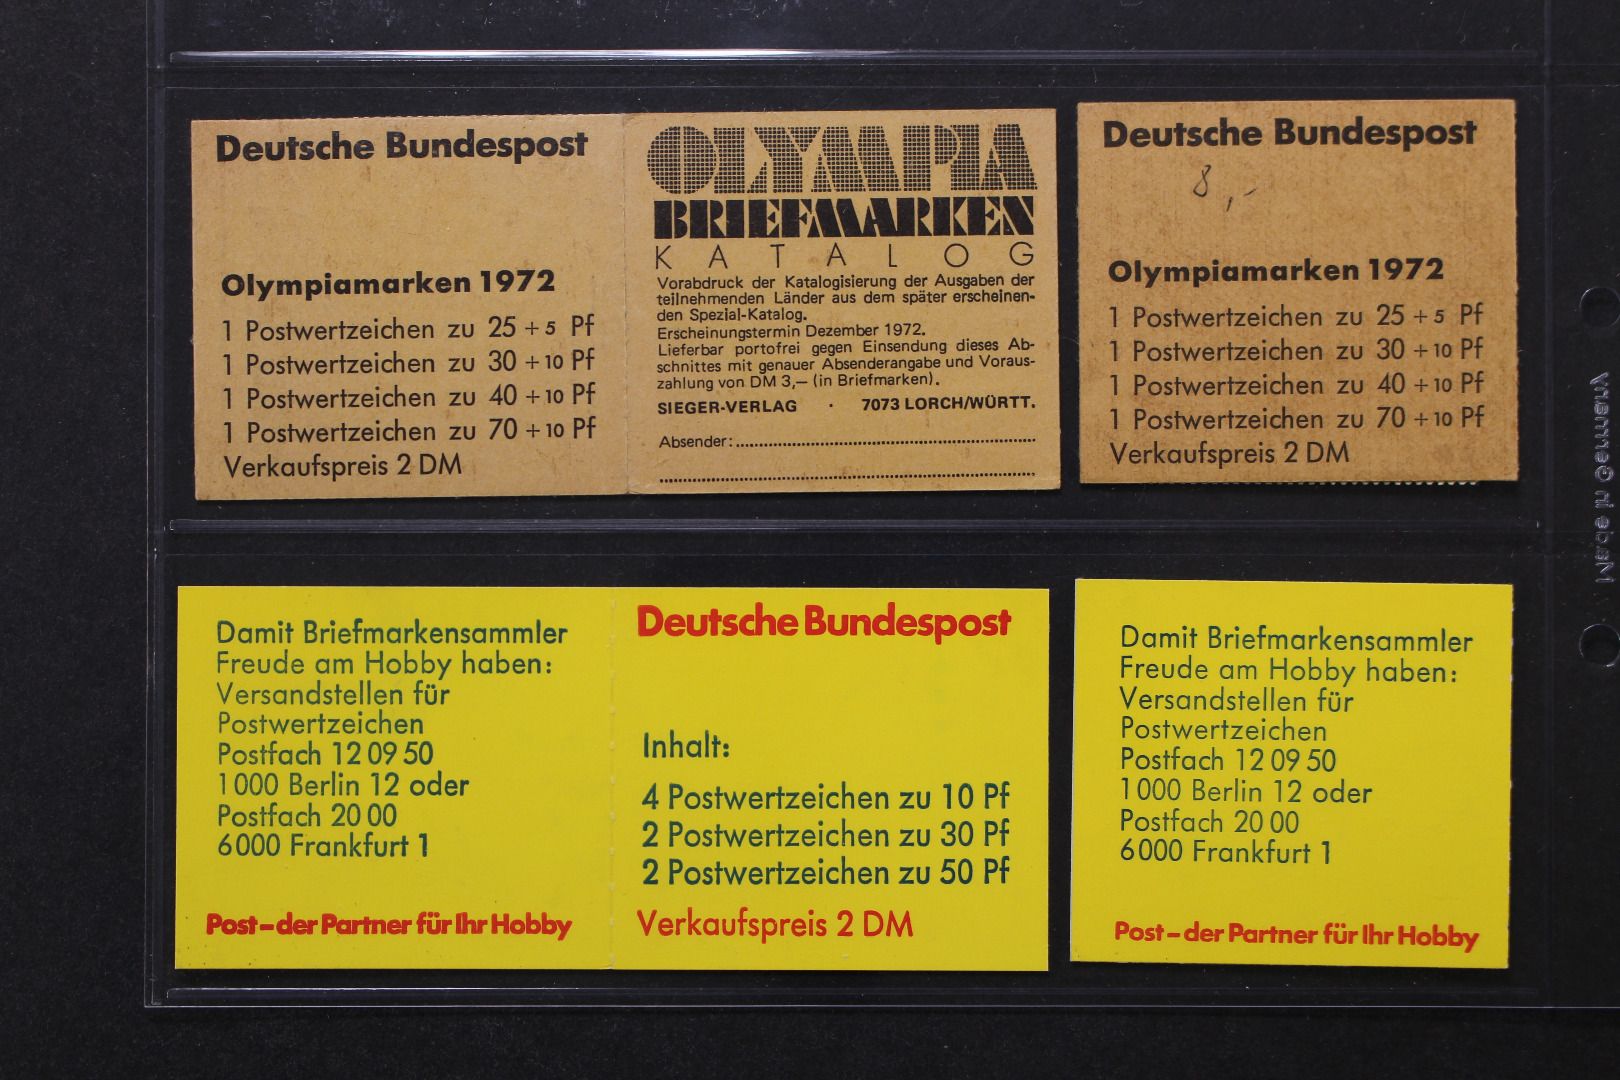 Deutsche Bundespost
Olympiamarken 1972
1 Postwertzeichen zu 25 + 5 Pf
1 Postwertzeichen zu 30 + 10 Pf
1 Postwertzeichen zu 40 + 10 Pf
1 Postwertzeichen zu 70 + 10 Pf
Verkaufspreis 2 DM
OLYMPIA
BRIEFMARKEN
KATALOG
Vorabdruck der Katalogisierung der Ausgaben der
teilnehmenden Länder aus dem später erscheinen-
den Spezial-Katalog.
Erscheinungstermin Dezember 1972.
Lieferbar portofrei gegen Einsendung dieses Ab-
schnittes mit genauer Absenderangabe und Voraus-
zahlung von DM 3,— (in Briefmarken).
SIEGER-VERLAG · 7073 LORCH/WÜRTT.
Absender:
Deutsche Bundespost
8,-
Olympiamarken 1972
1 Postwertzeichen zu 25 + 5 Pf
1 Postwertzeichen zu 30 + 10 Pf
1 Postwertzeichen zu 40 + 10 Pf
1 Postwertzeichen zu 70 + 10 Pf
Verkaufspreis 2 DM
Damit Briefmarkensammler
Freude am Hobby haben:
Versandstellen für
Postwertzeichen
Postfach 12 09 50
1000 Berlin 12 oder
Postfach 20 00
6000 Frankfurt 1
Post – der Partner für Ihr Hobby
Deutsche Bundespost
Inhalt:
4 Postwertzeichen zu 10 Pf
2 Postwertzeichen zu 30 Pf
2 Postwertzeichen zu 50 Pf
Verkaufspreis 2 DM
Damit Briefmarkensammler
Freude am Hobby haben:
Versandstellen für
Postwertzeichen
Postfach 12 09 50
1000 Berlin 12 oder
Postfach 20 00
6000 Frankfurt 1
Post – der Partner für Ihr Hobby
Made in Germany